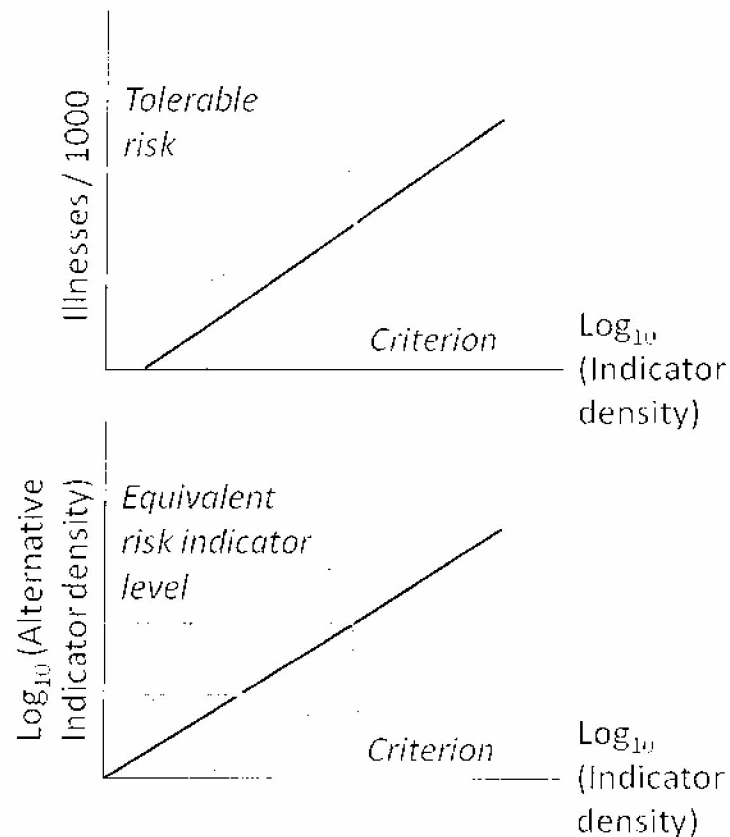 Illnesses / 1000
Tolerable
risk
Criterion
Log₁₀
(Indicator
density)
Log₁₀(Alternative
Indicator density)
Equivalent
risk indicator
level
Criterion
Log₁₀
(Indicator
density)